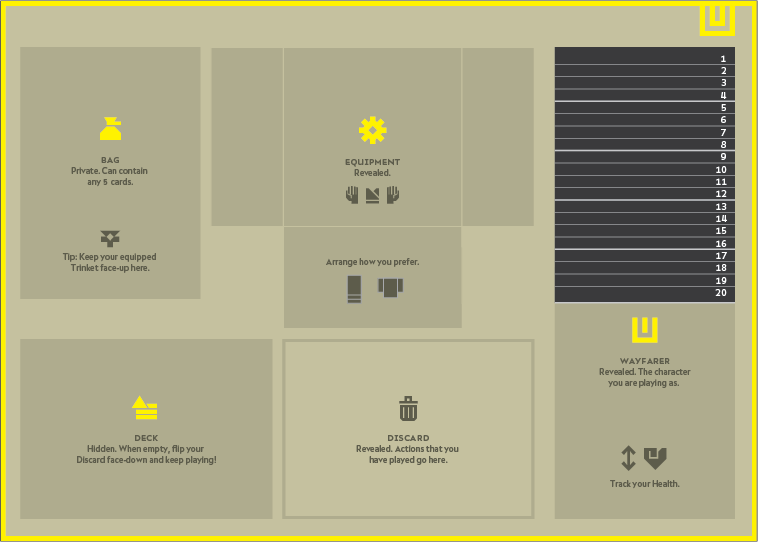 BAG
Private. Can contain
any 5 cards.
Tip: Keep your equipped
Trinket face-up here.
EQUIPMENT
Revealed.
Arrange how you prefer.
1
2
3
4
5
6
7
8
9
10
11
12
13
14
15
16
17
18
19
20
WAYFARER
Revealed. The character
you are playing as.
Track your Health.
DECK
Hidden. When empty, flip your
Discard face-down and keep playing!
DISCARD
Revealed. Actions that you
have played go here.